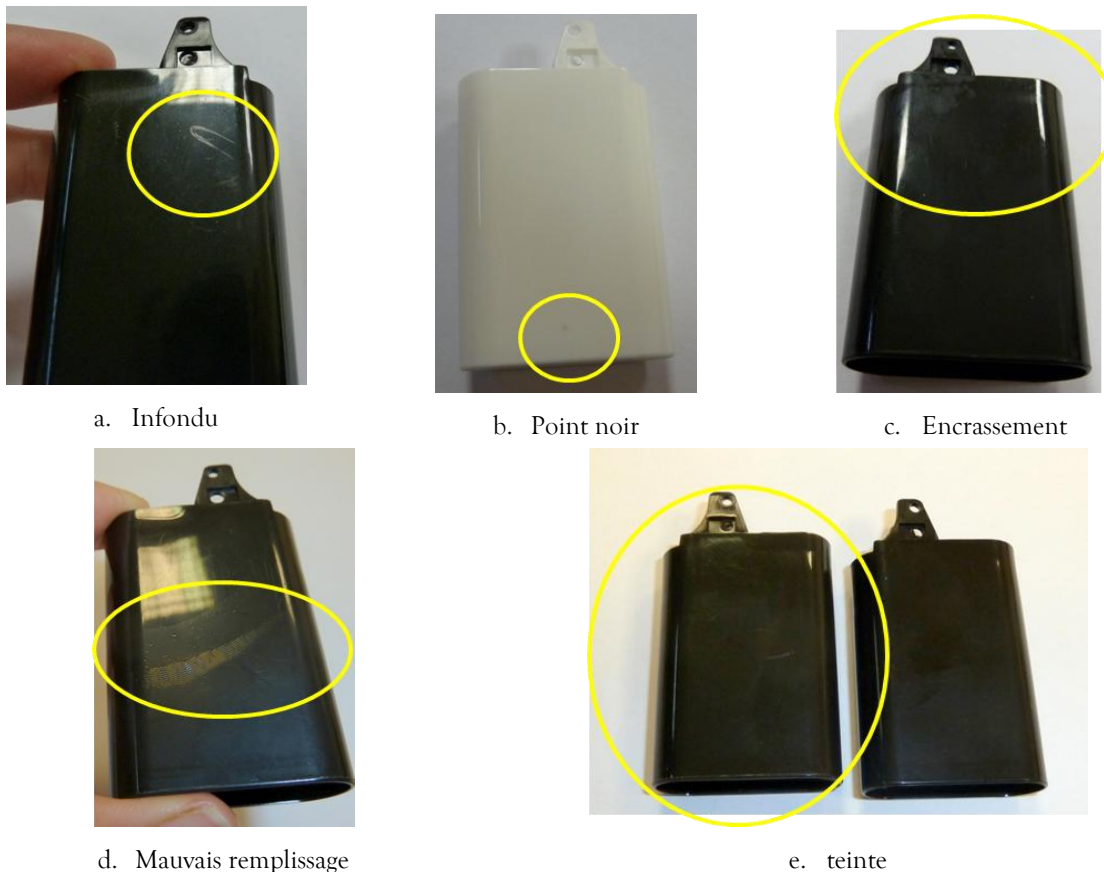 a. Infondu
b. Point noir
c. Encrassement
d. Mauvais remplissage
e. teinte